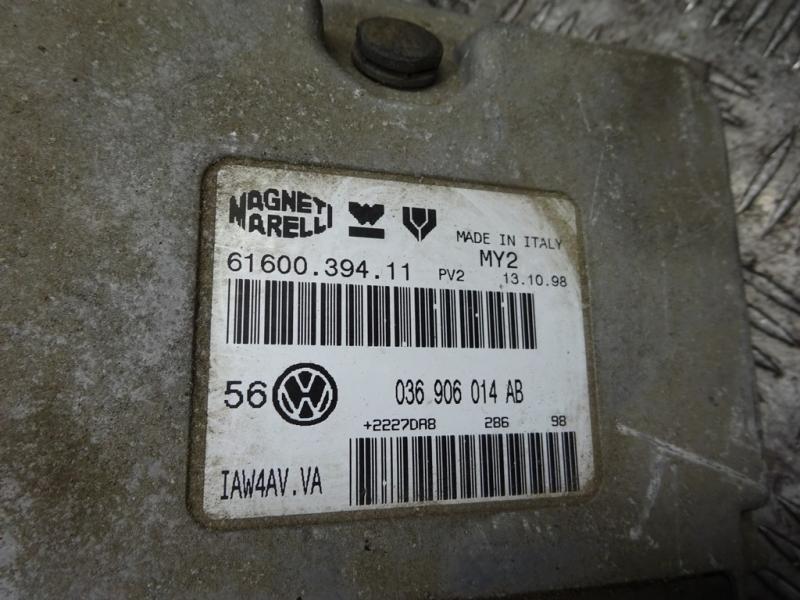 MAGNETI MARELLI
MADE IN ITALY
61600.394.11 PV2 MY2 13.10.98
56 VW 036 906 014 AB
+2227DA8 286 98
IAW4AV.VA